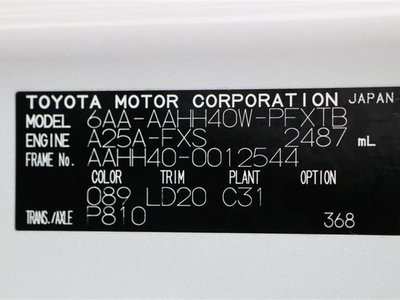 TOYOTA MOTOR CORPORATION JAPAN
MODEL 6AA-AAHH40W-PFXTB
ENGINE A25A-FXS 2487 mL
FRAME No. AAHH40-0012544
COLOR TRIM PLANT OPTION
089 LD20 C31
TRANS./AXLE P810 368